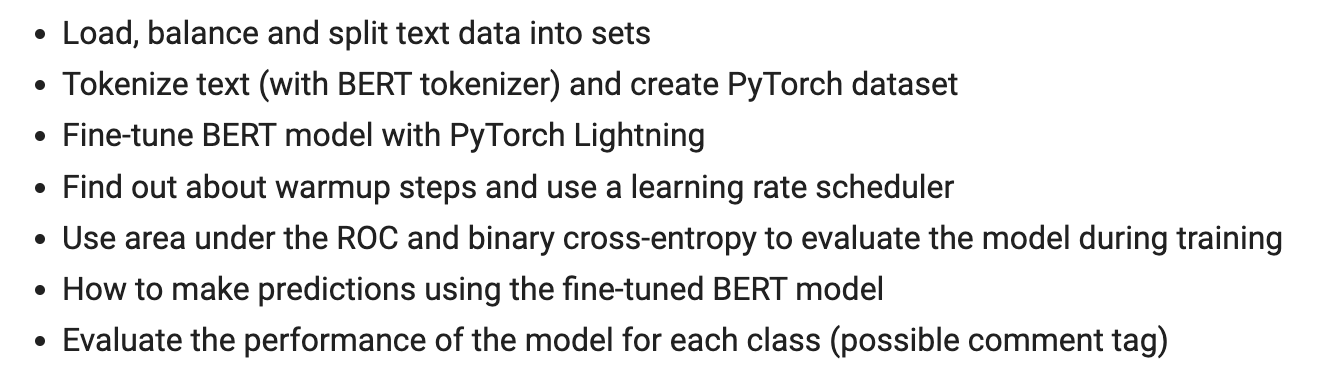 • Load, balance and split text data into sets
• Tokenize text (with BERT tokenizer) and create PyTorch dataset
• Fine-tune BERT model with PyTorch Lightning
• Find out about warmup steps and use a learning rate scheduler
• Use area under the ROC and binary cross-entropy to evaluate the model during training
• How to make predictions using the fine-tuned BERT model
• Evaluate the performance of the model for each class (possible comment tag)